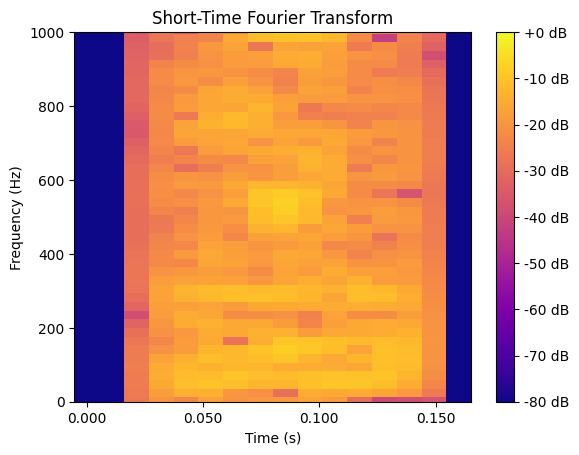 Short-Time Fourier Transform
1000
800
600
400
200
0
Frequency (Hz)
0.000
0.050
0.100
0.150
Time (s)
+0 dB
-10 dB
-20 dB
-30 dB
-40 dB
-50 dB
-60 dB
-70 dB
-80 dB